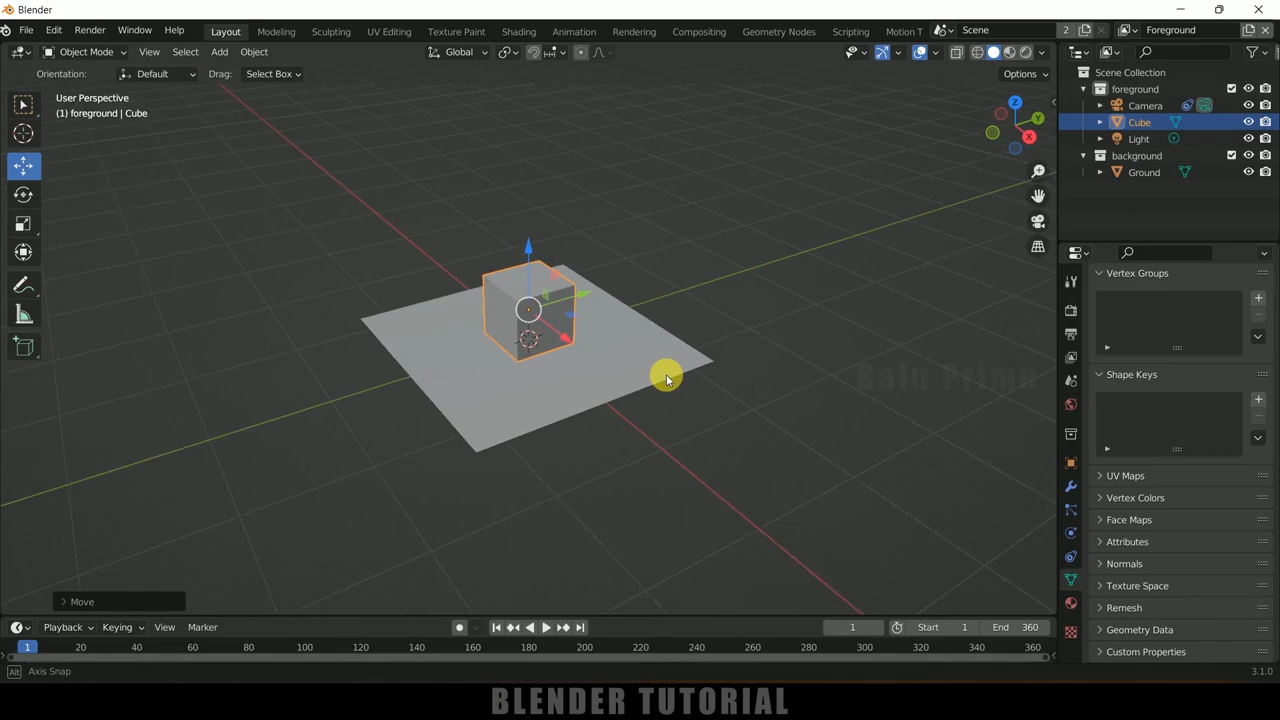 Blender
File Edit Render Window Help Layout Modeling Sculpting UV Editing Texture Paint Shading Animation Rendering Compositing Geometry Nodes Scripting Motion T Scene 2 Foreground
Object Mode View Select Add Object Global
Orientation: Default Drag: Select Box Options
User Perspective
(1) foreground | Cube
Z
Y
X
Scene Collection
foreground
Camera
Cube
Light
background
Ground
Vertex Groups
Shape Keys
UV Maps
Vertex Colors
Face Maps
Attributes
Normals
Texture Space
Remesh
Geometry Data
Custom Properties
Balu Primo
Move
Playback Keying View Marker 1 Start 1 End 360
1 20 40 60 80 100 120 140 160 180 200 220 240 260 280 300 320 340 360
Alt Axis Snap 3.1.0
BLENDER TUTORIAL